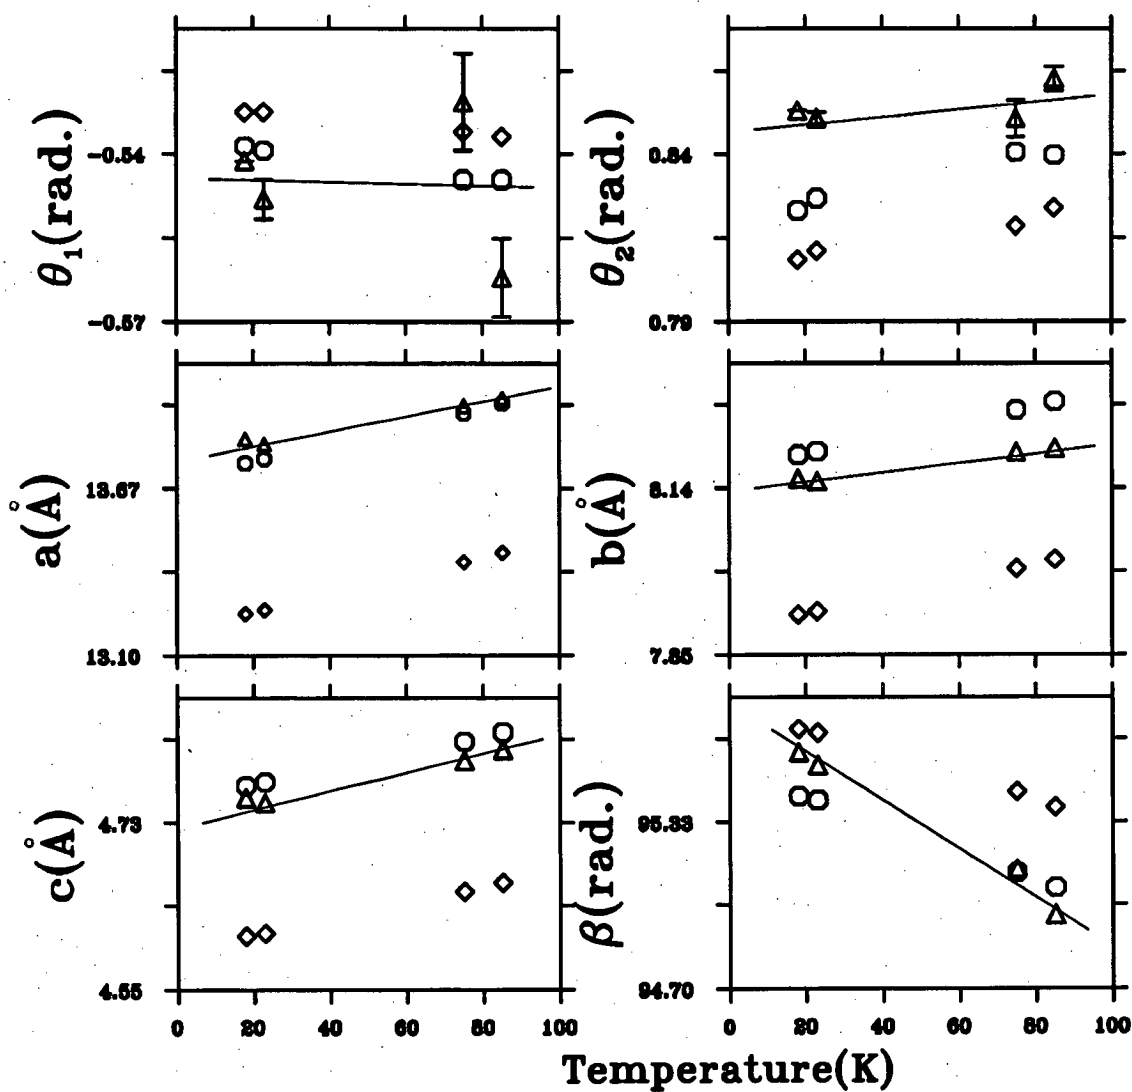 θ1(rad.)
-0.54
-0.57
θ2(rad.)
0.84
0.79
a(Å)
13.67
13.10
b(Å)
8.14
7.85
c(Å)
4.73
4.55
0 20 40 60 80 100
β(rad.)
95.33
94.70
0 20 40 60 80 100
Temperature(K)